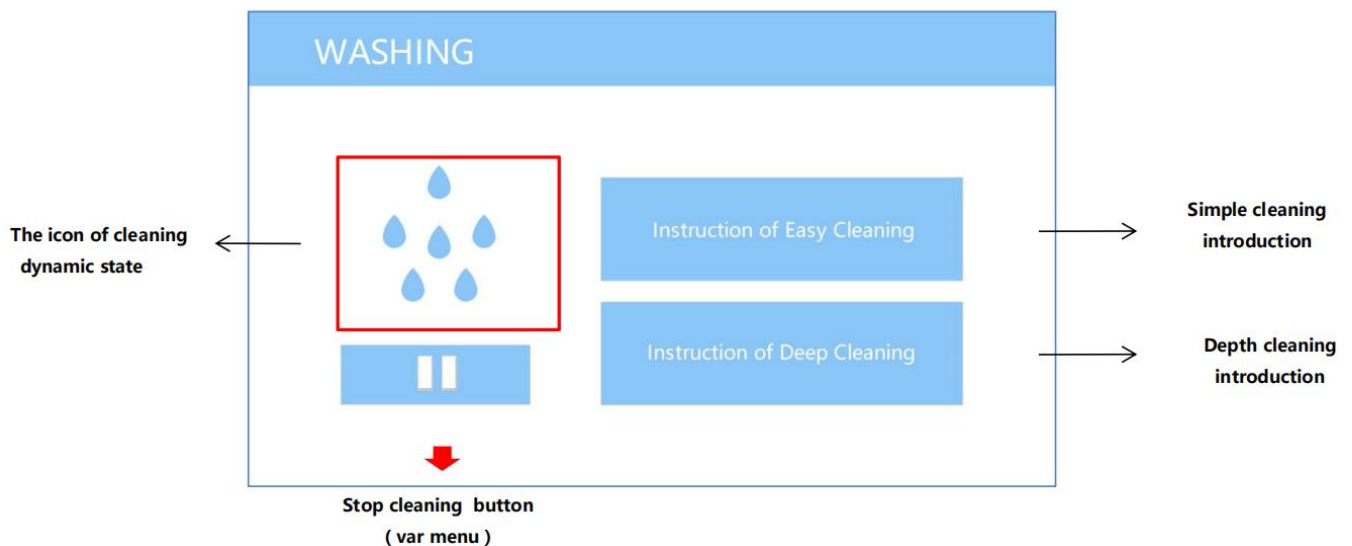 WASHING
The icon of cleaning
dynamic state
Instruction of Easy Cleaning
Simple cleaning
introduction
Instruction of Deep Cleaning
Depth cleaning
introduction
Stop cleaning button
( var menu )